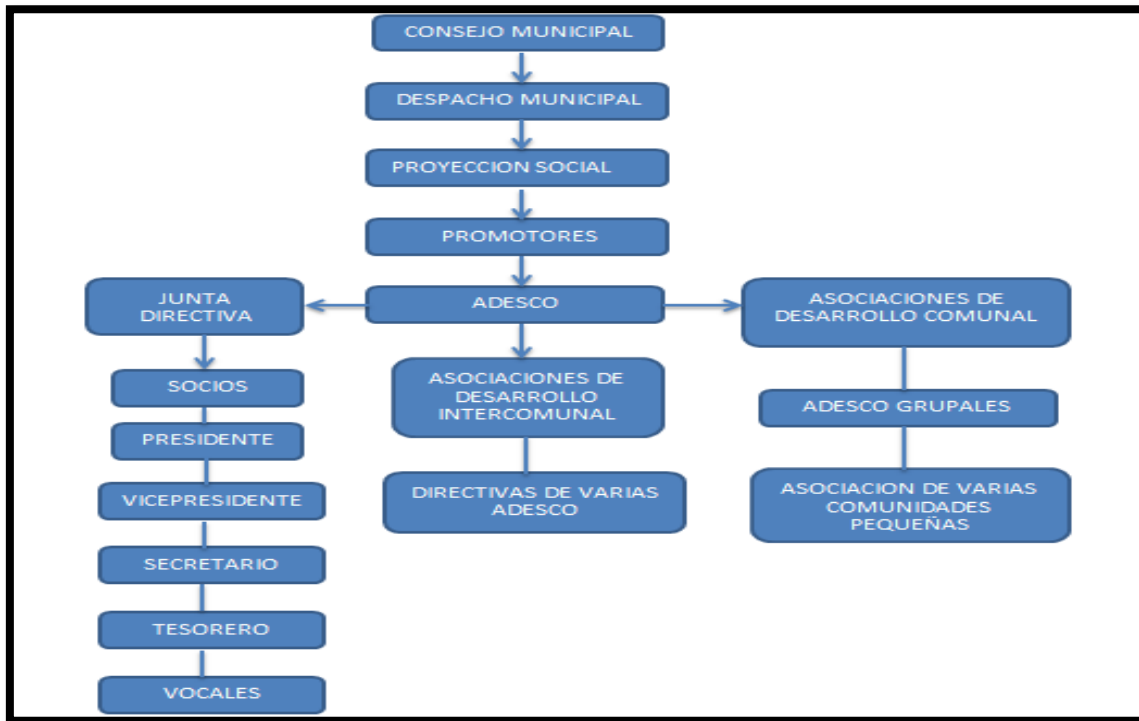 CONSEJO MUNICIPAL
DESPACHO MUNICIPAL
PROYECCION SOCIAL
PROMOTORES
ADESCO
JUNTA
DIRECTIVA
SOCIOS
PRESIDENTE
VICEPRESIDENTE
SECRETARIO
TESORERO
VOCALES
ASOCIACIONES DE
DESARROLLO
INTERCOMUNAL
DIRECTIVAS DE VARIAS
ADESCO
ASOCIACIONES DE
DESARROLLO COMUNAL
ADESCO GRUPALES
ASOCIACION DE VARIAS
COMUNIDADES
PEQUEÑAS